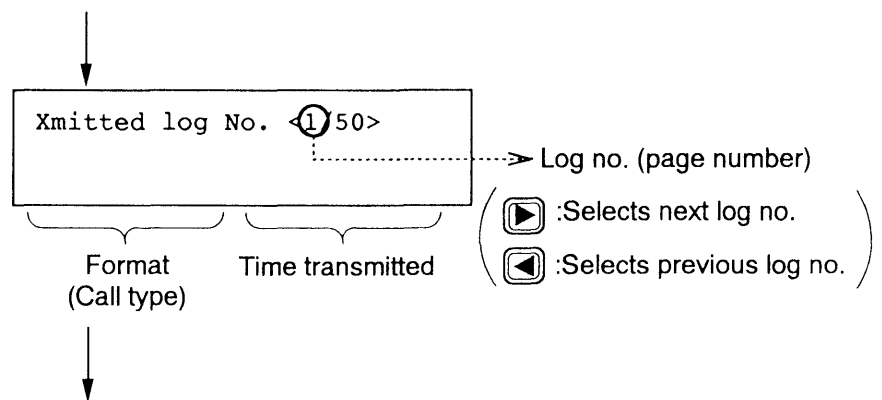 Xmitted log No. <1/50>
Log no. (page number)
:Selects next log no.
:Selects previous log no.
Format
(Call type)
Time transmitted